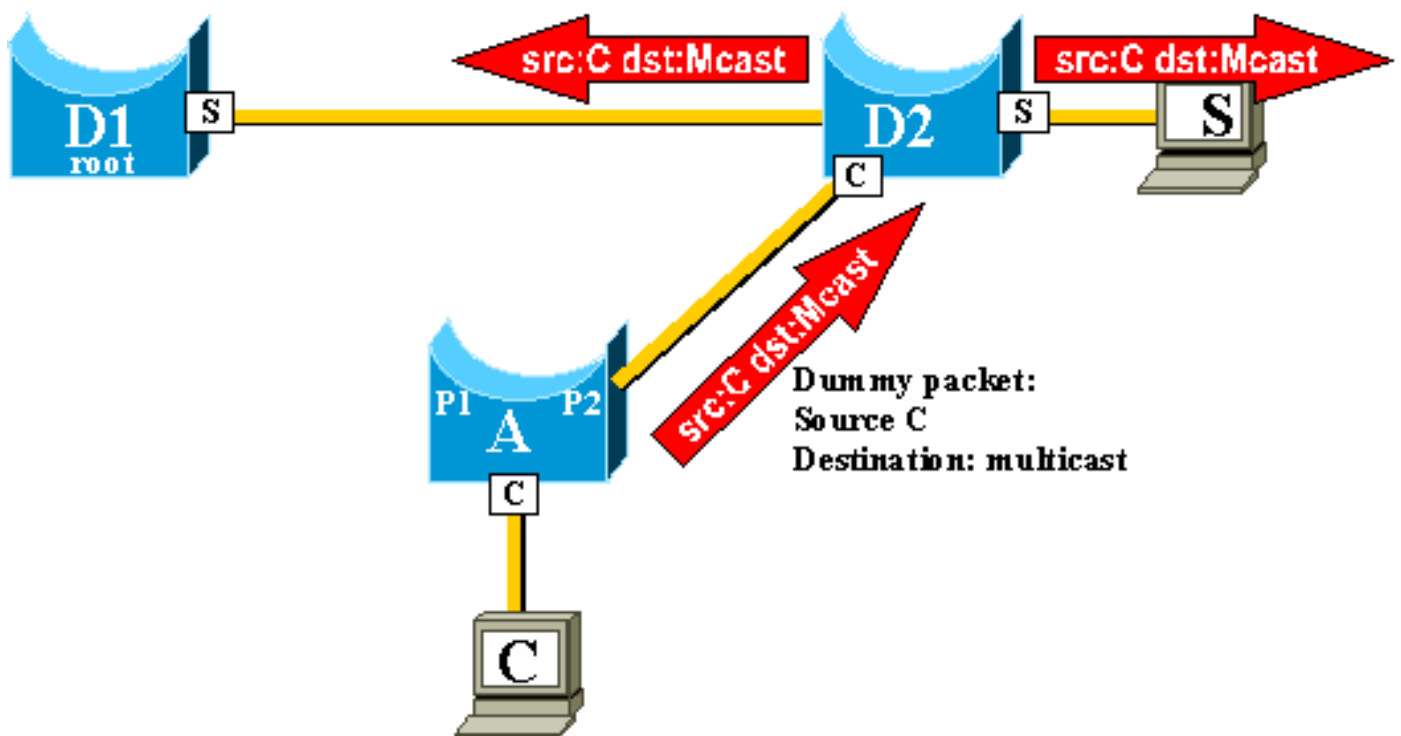 src:C dst:Mcast
src:C dst:Mcast
D1
root
S
D2
S
S
C
src:C dst:Mcast
P1
P2
A
Dummy packet:
Source C
Destination: multicast
C
C